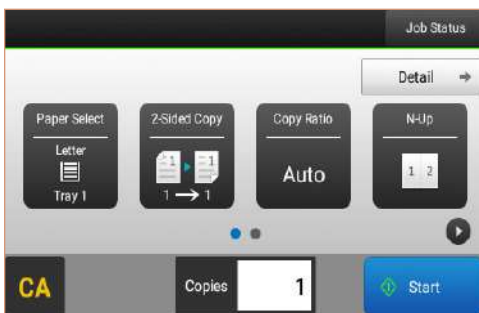 Job Status
Detail
Paper Select
Letter
Tray 1
2-Sided Copy
1
1
1 → 1
Copy Ratio
Auto
N-Up
1 2
CA
Copies
1
Start